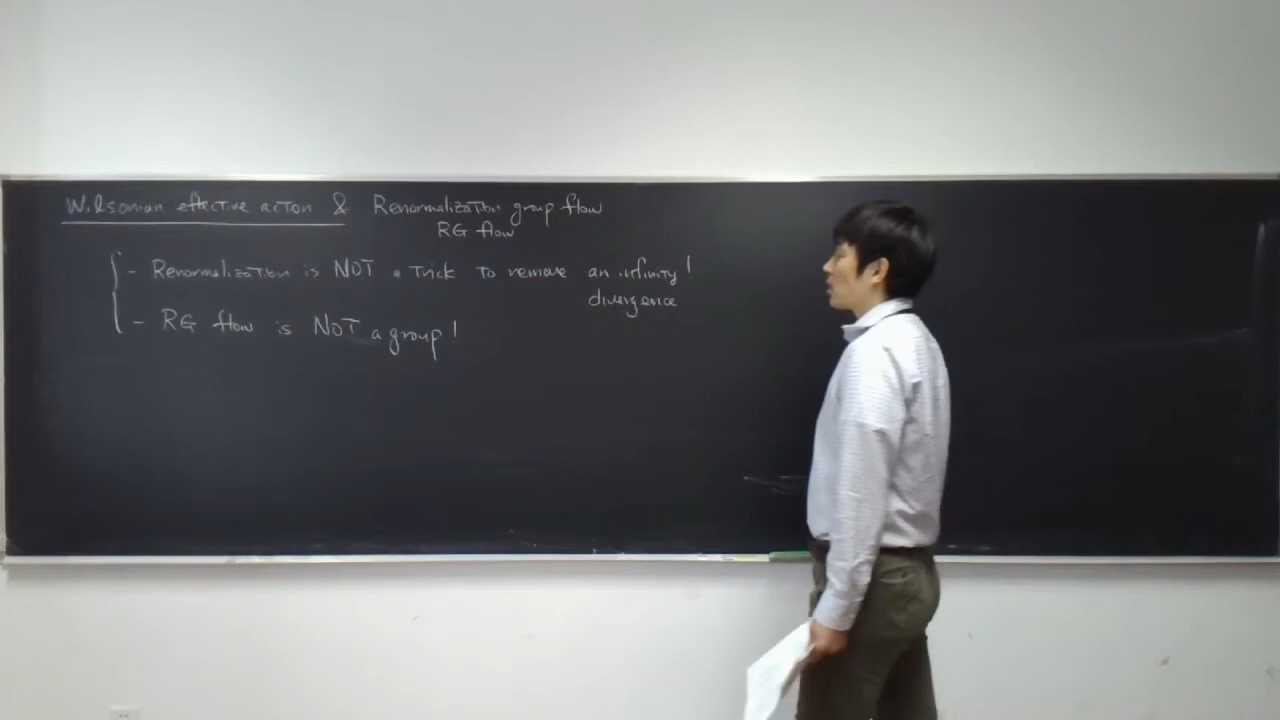 Wilsonian effective action & Renormalization group flow
RG flow
- Renormalization is NOT a trick to remove an infinity!
divergence
- RG flow is NOT a group!